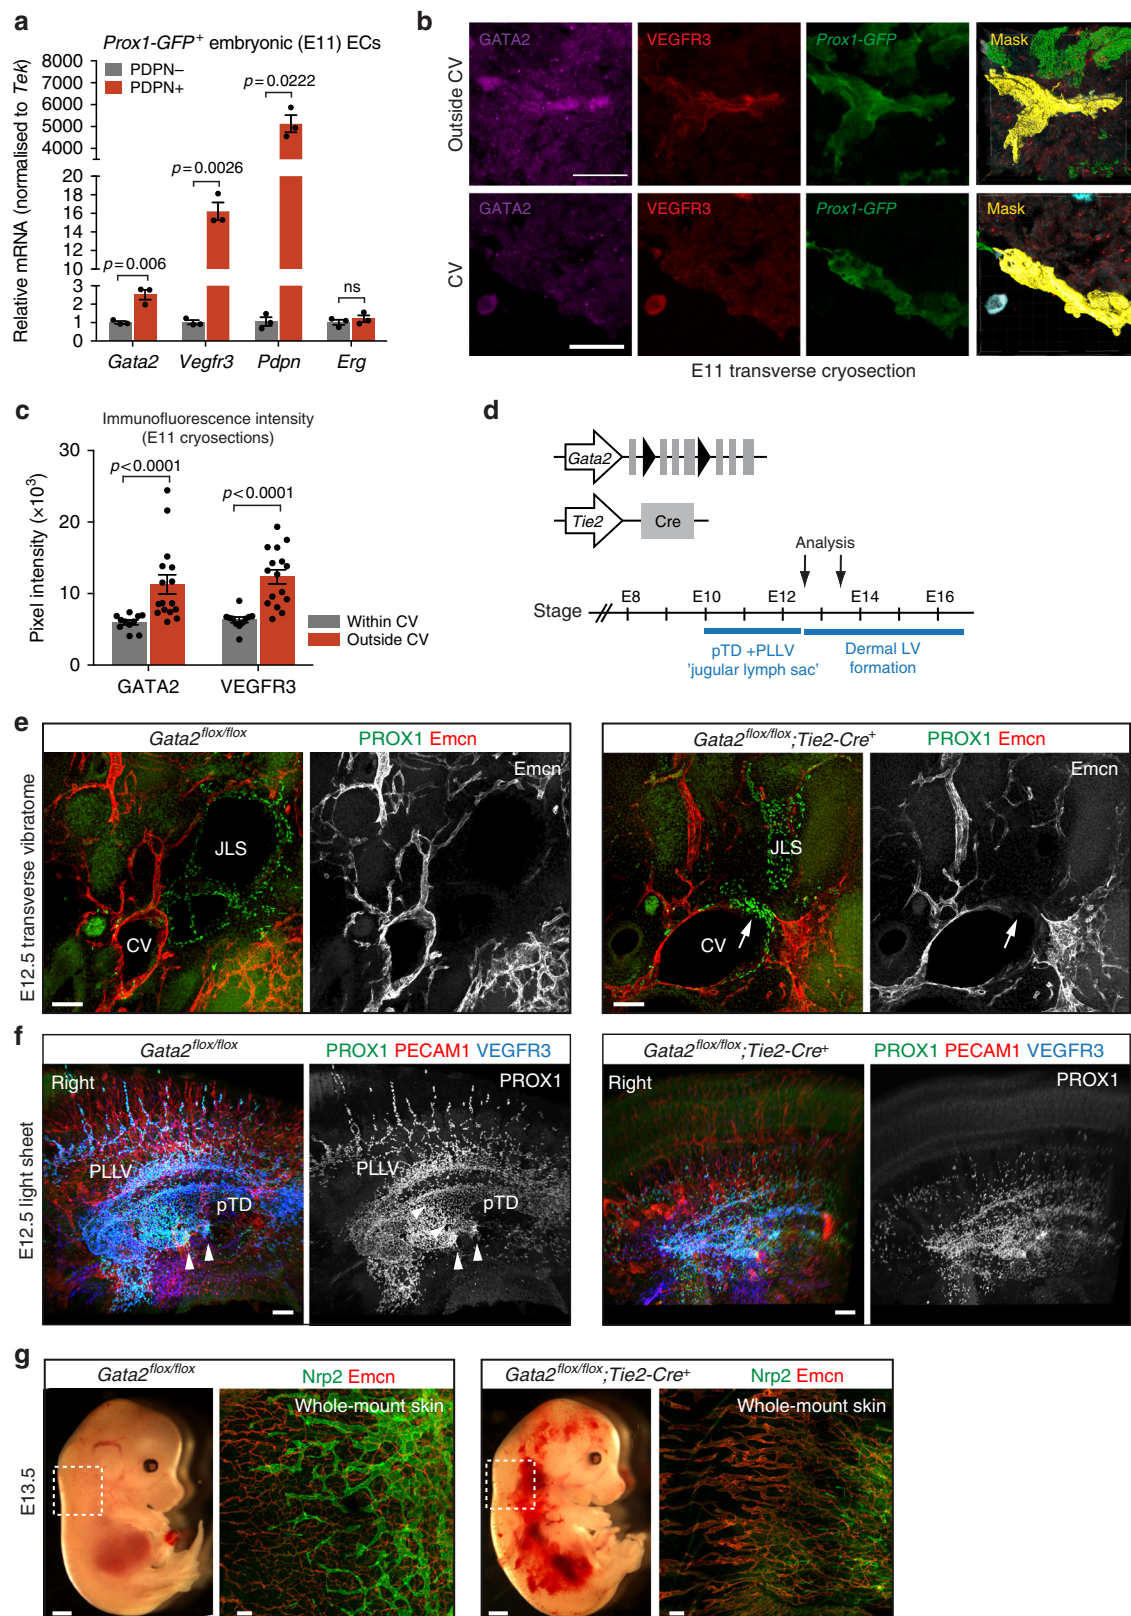 a
Prox1-GFP+ embryonic (E11) ECs
Relative mRNA (normalised to Tek)
8000
7000
6000
5000
4000
20
18
16
14
12
10
3
2
1
0
PDPN−
PDPN+
p=0.006
p=0.0026
p=0.0222
ns
Gata2
Vegfr3
Pdpn
Erg
b
Outside CV
GATA2
VEGFR3
Prox1-GFP
Mask
CV
GATA2
VEGFR3
Prox1-GFP
Mask
E11 transverse cryosection
c
Immunofluorescence intensity
(E11 cryosections)
Pixel intensity (×10³)
30
20
10
0
p<0.0001
p<0.0001
Within CV
Outside CV
GATA2
VEGFR3
d
Gata2
Tie2
Cre
Analysis
Stage
E8
E10
E12
E14
E16
pTD +PLLV
'jugular lymph sac'
Dermal LV
formation
e
E12.5 transverse vibratome
Gata2flox/flox
PROX1 Emcn
Emcn
JLS
CV
Gata2flox/flox;Tie2-Cre+
PROX1 Emcn
Emcn
JLS
CV
f
E12.5 light sheet
Gata2flox/flox
PROX1 PECAM1 VEGFR3
Right
PROX1
PLLV
pTD
PLLV
pTD
Gata2flox/flox;Tie2-Cre+
PROX1 PECAM1 VEGFR3
Right
PROX1
g
E13.5
Gata2flox/flox
Nrp2 Emcn
Whole-mount skin
Gata2flox/flox;Tie2-Cre+
Nrp2 Emcn
Whole-mount skin